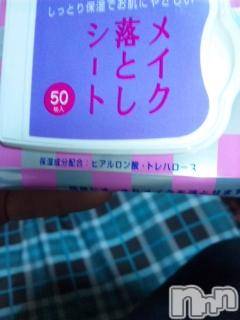 しっとり保湿でお肌にやさしい
メイク
落とし
シート
50
枚入
保湿成分配合：ヒアルロン酸・トレハロース